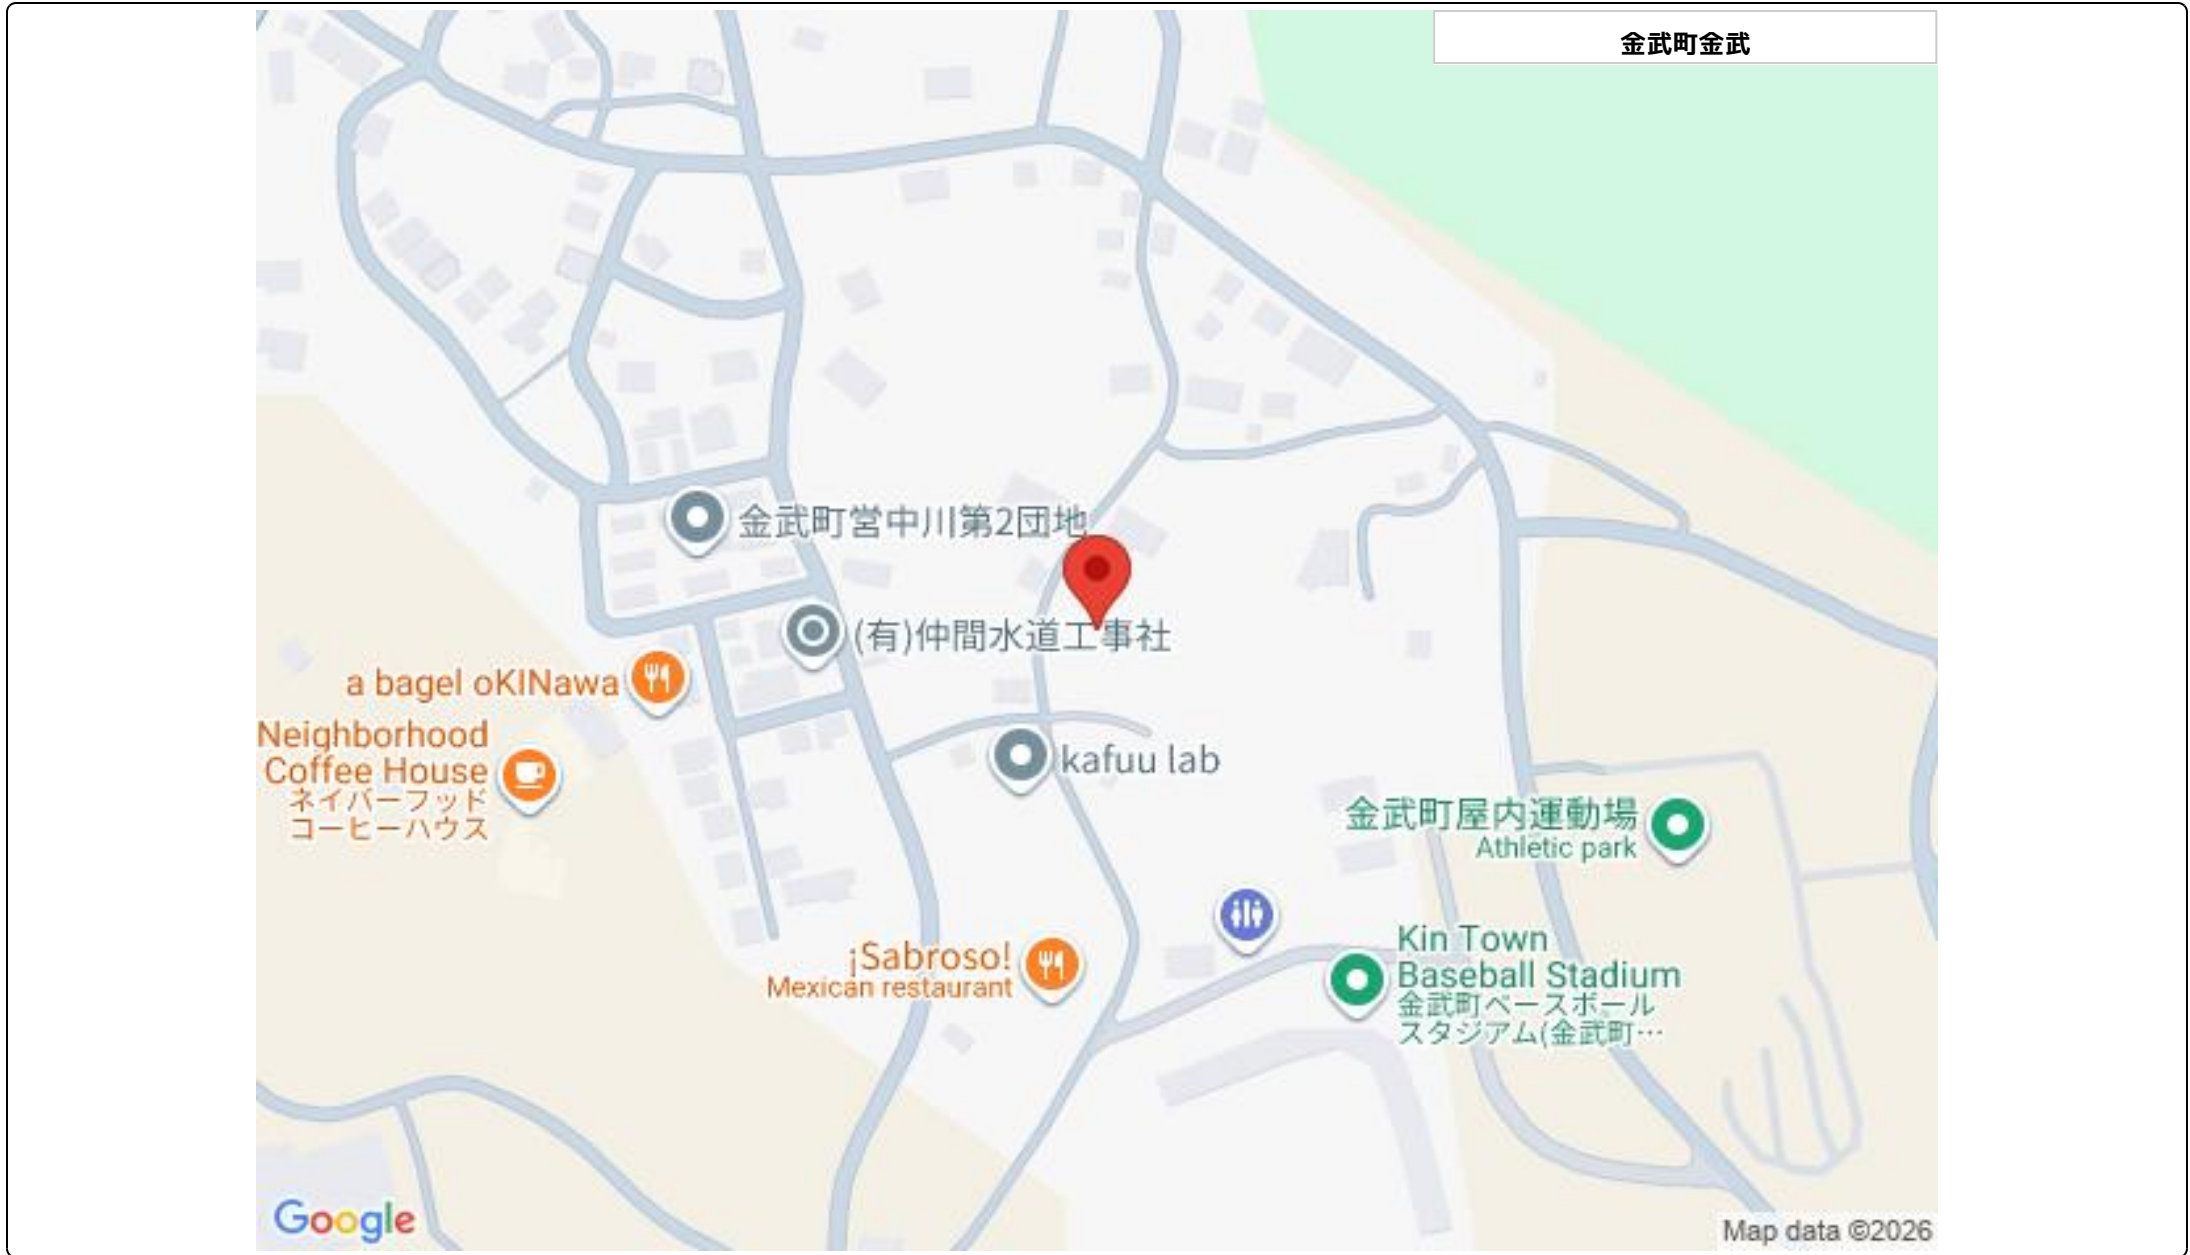 金武町金武
金武町営中川第2団地
(有)仲間水道工事社
a bagel oKINawa
Neighborhood
Coffee House
ネイバーフッド
コーヒーハウス
kafuu lab
金武町屋内運動場
Athletic park
¡Sabroso!
Mexican restaurant
Kin Town
Baseball Stadium
金武町ベースボール
スタジアム(金武町…
Google
Map data ©2026